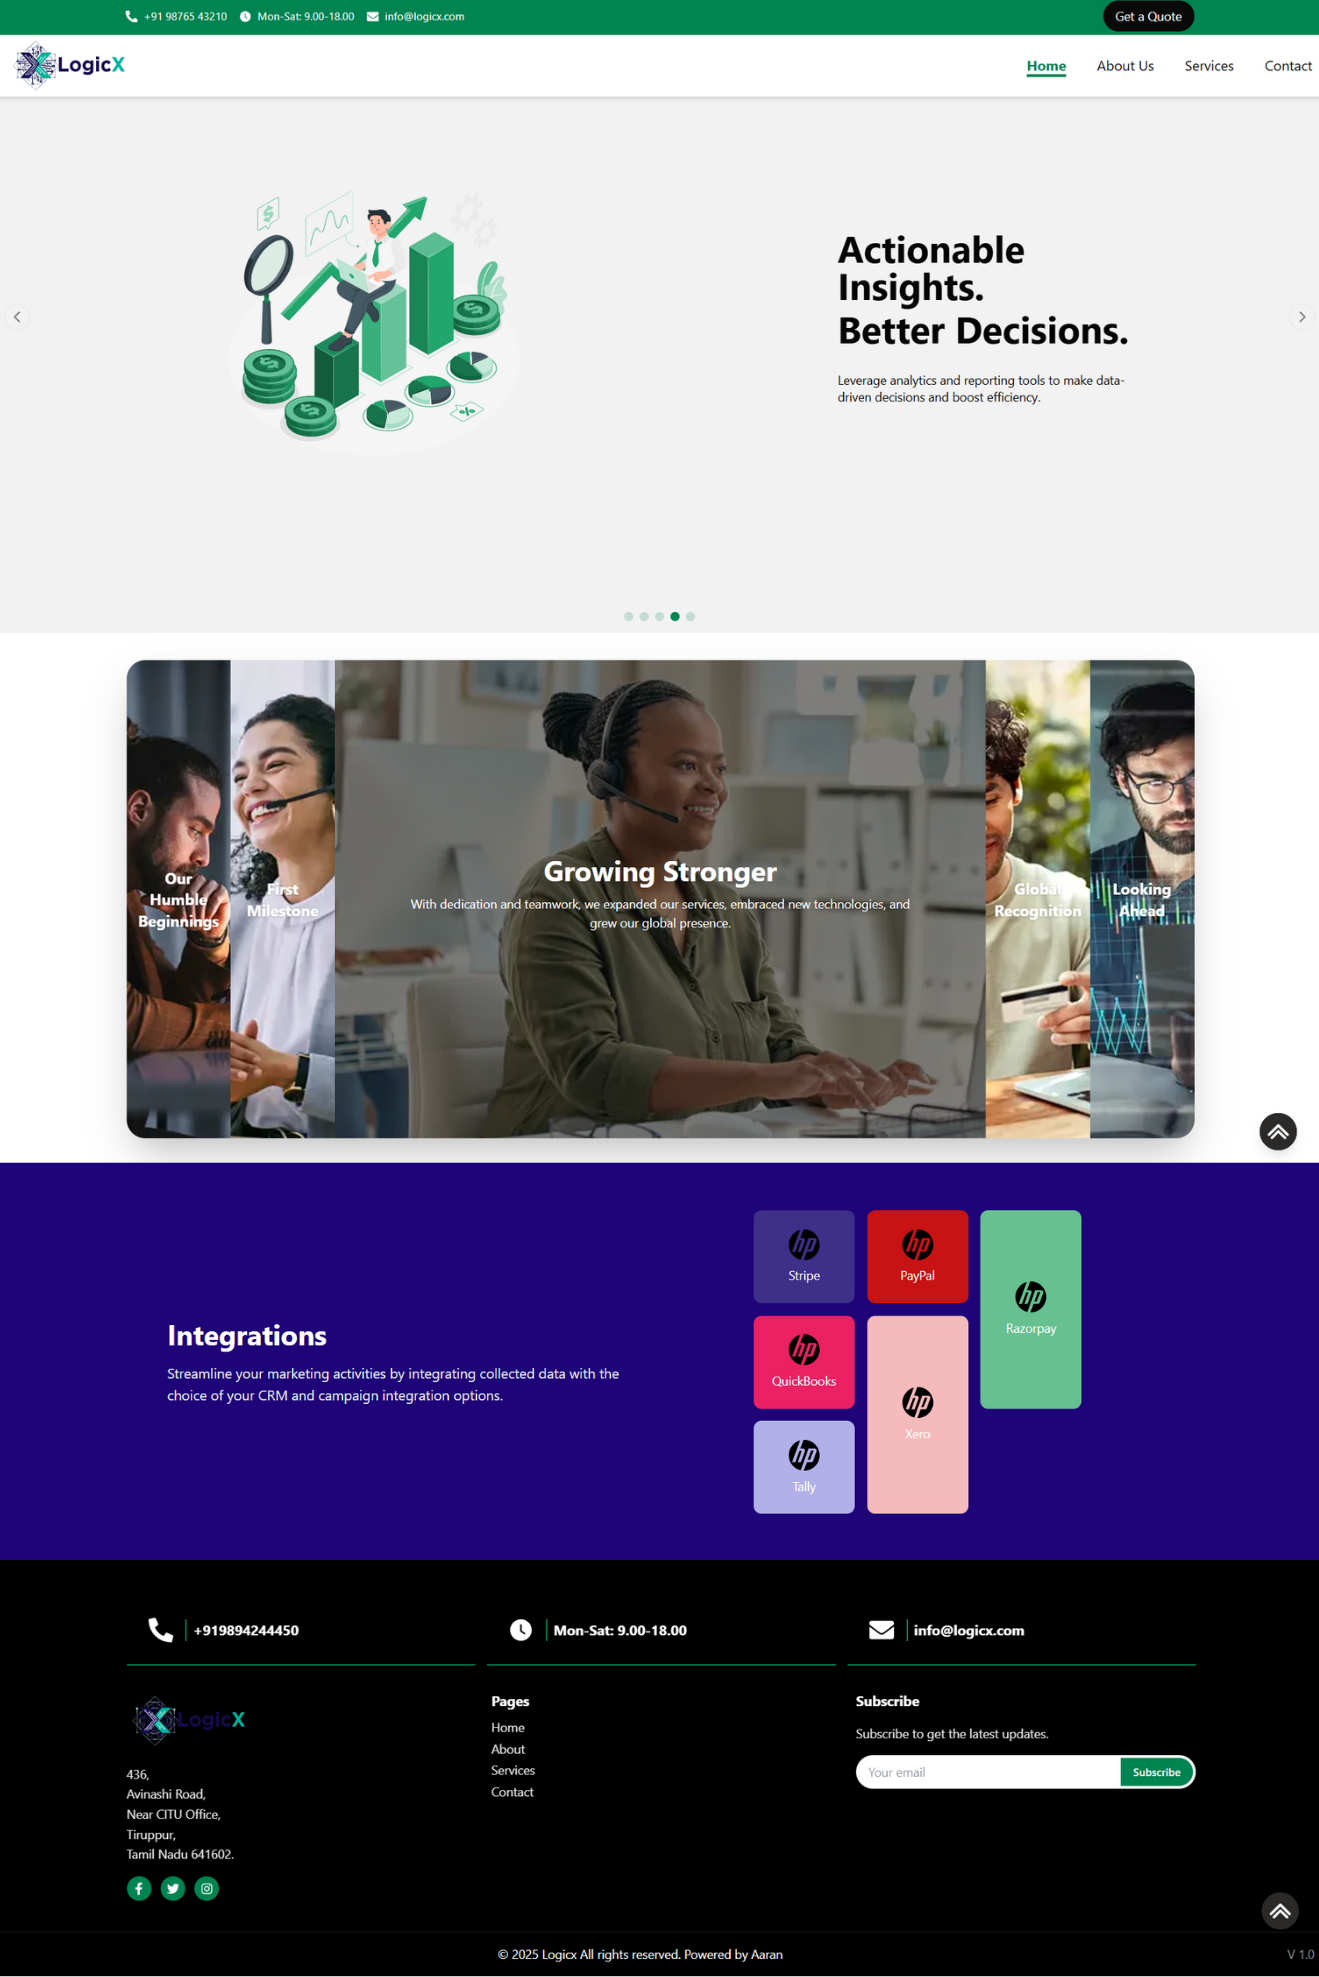 +91 98765 43210 Mon-Sat: 9.00-18.00 info@logicx.com Get a Quote
LogicX Home About Us Services Contact
Actionable
Insights.
Better Decisions.
Leverage analytics and reporting tools to make data-
driven decisions and boost efficiency.
Our
Humble
Beginnings
First
Milestone
Growing Stronger
With dedication and teamwork, we expanded our services, embraced new technologies, and
grew our global presence.
Global
Recognition
Looking
Ahead
Integrations
Streamline your marketing activities by integrating collected data with the
choice of your CRM and campaign integration options.
hp
Stripe
hp
PayPal
hp
Razorpay
hp
QuickBooks
hp
Xero
hp
Tally
+919894244450
Mon-Sat: 9.00-18.00
info@logicx.com
LogicX
436,
Avinashi Road,
Near CITU Office,
Tiruppur,
Tamil Nadu 641602.
Pages
Home
About
Services
Contact
Subscribe
Subscribe to get the latest updates.
Your email Subscribe
© 2025 Logicx All rights reserved. Powered by Aaran
V 1.0